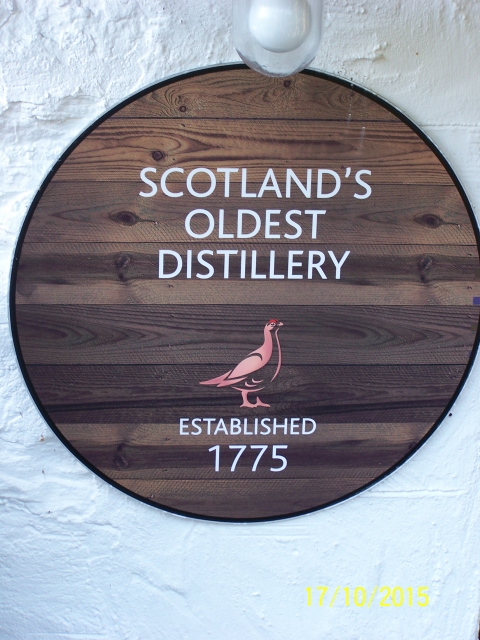 SCOTLAND'S
OLDEST
DISTILLERY
ESTABLISHED
1775
17/10/2015